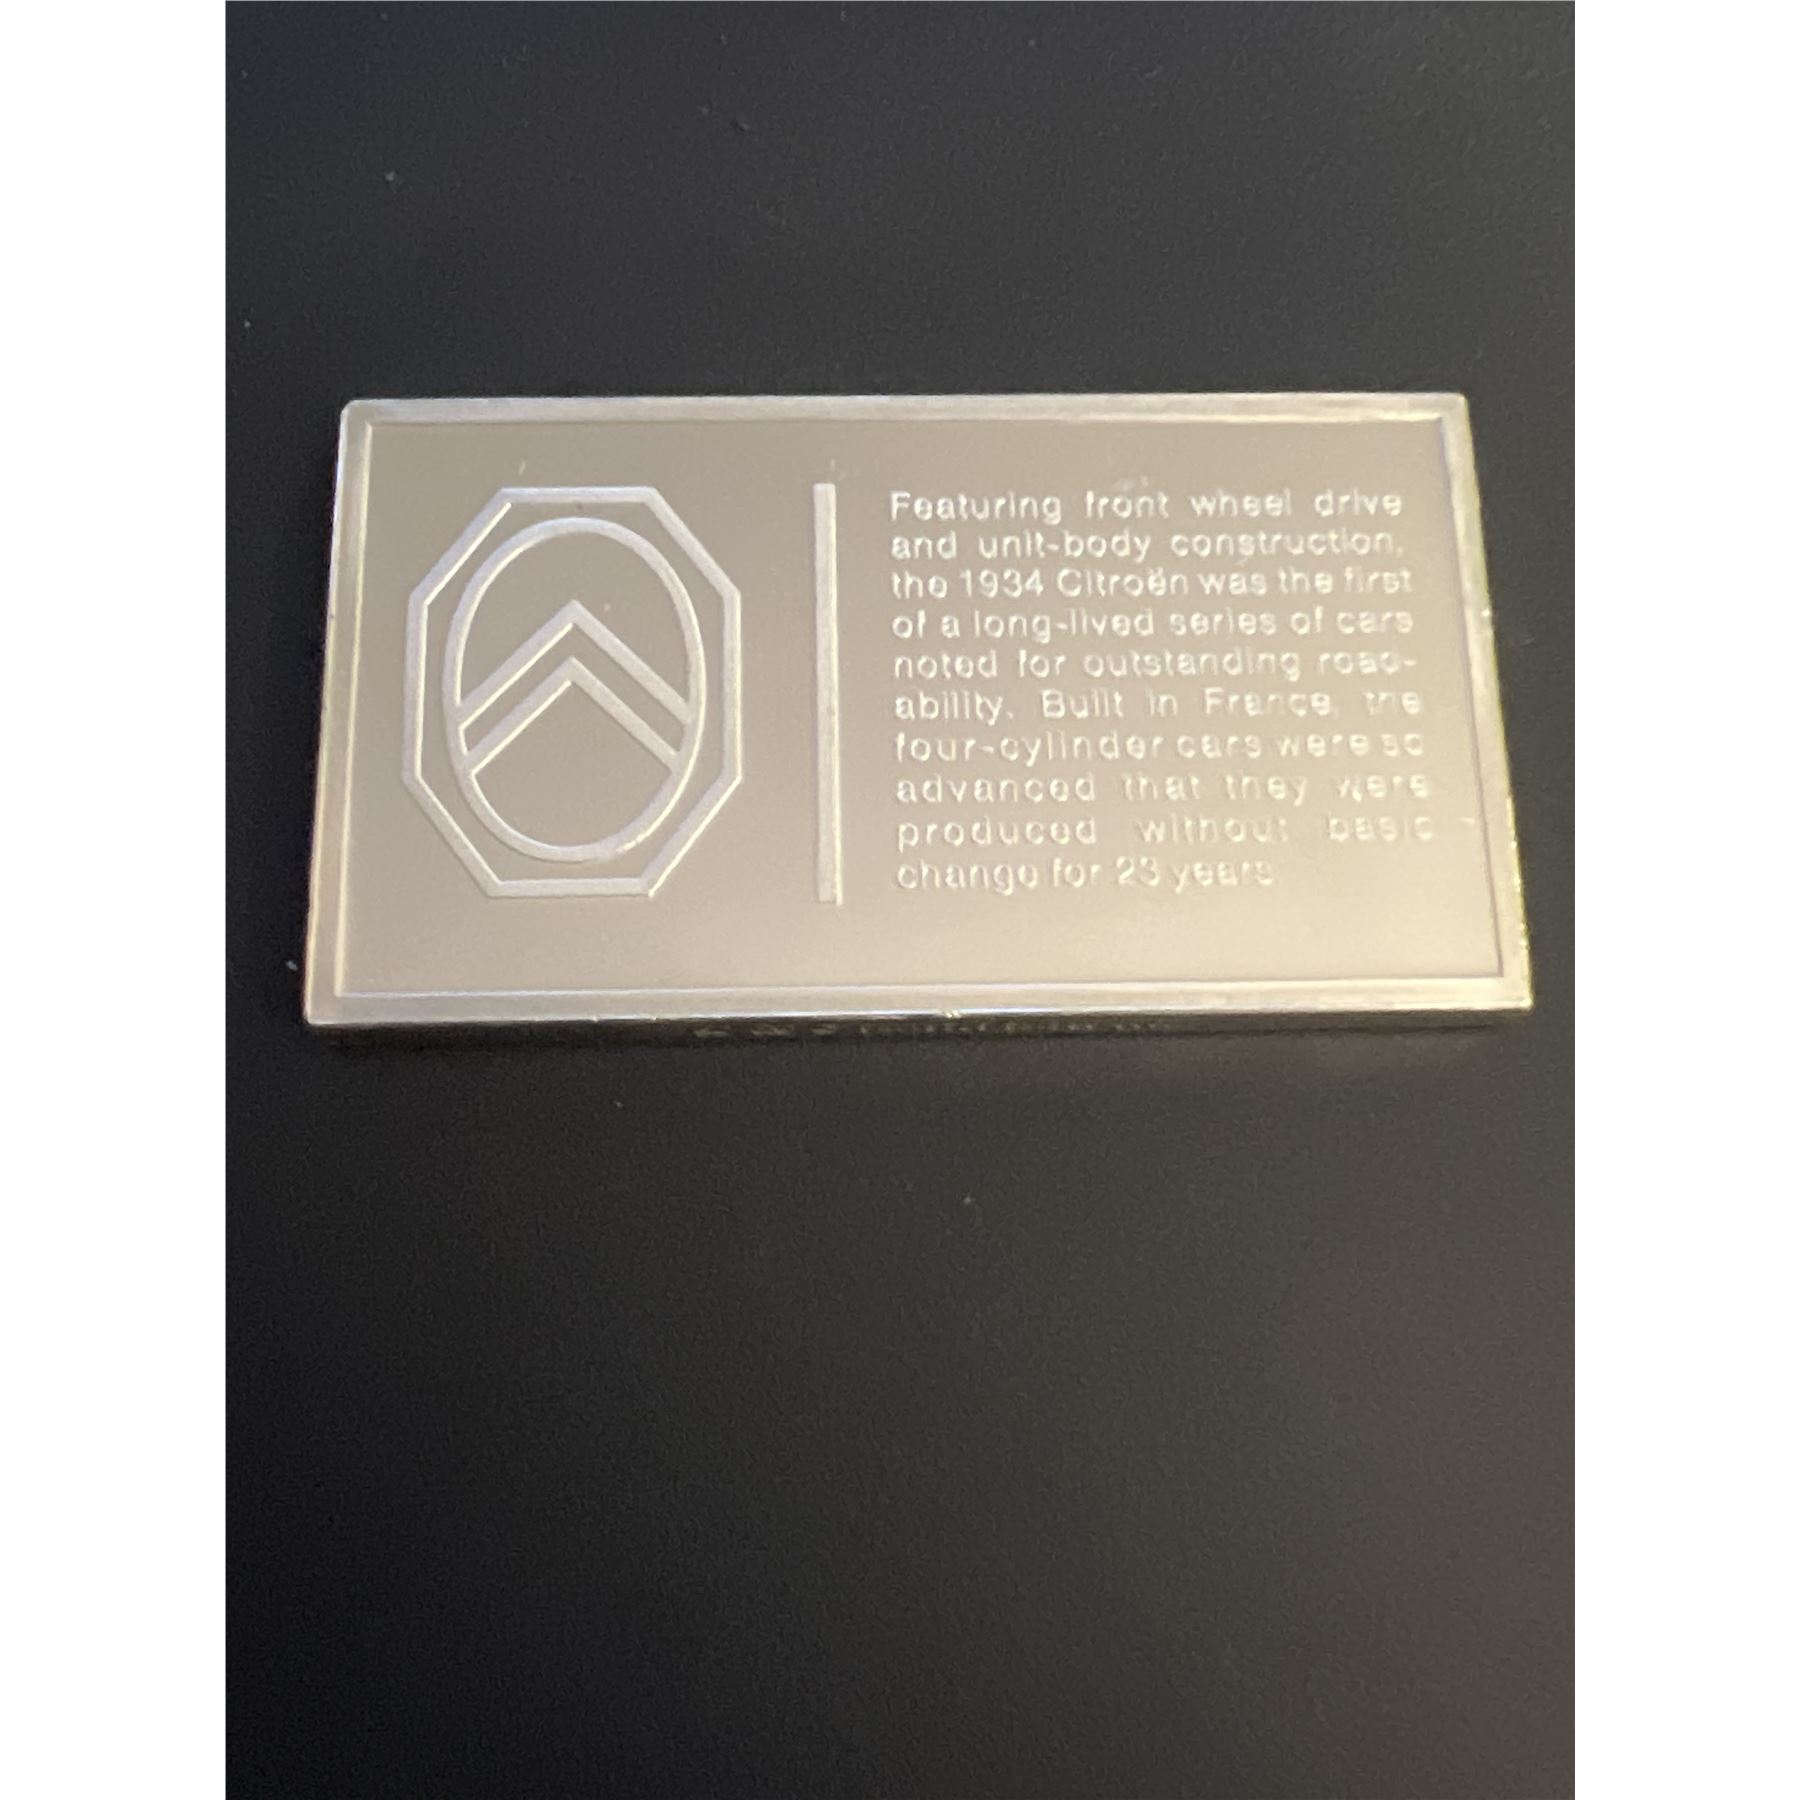 Featuring front wheel drive
and unit-body construction,
the 1934 Citroën was the first
of a long-lived series of cars
noted for outstanding road-
ability. Built in France, the
four-cylinder cars were so
advanced that they were
produced without basic
change for 23 years